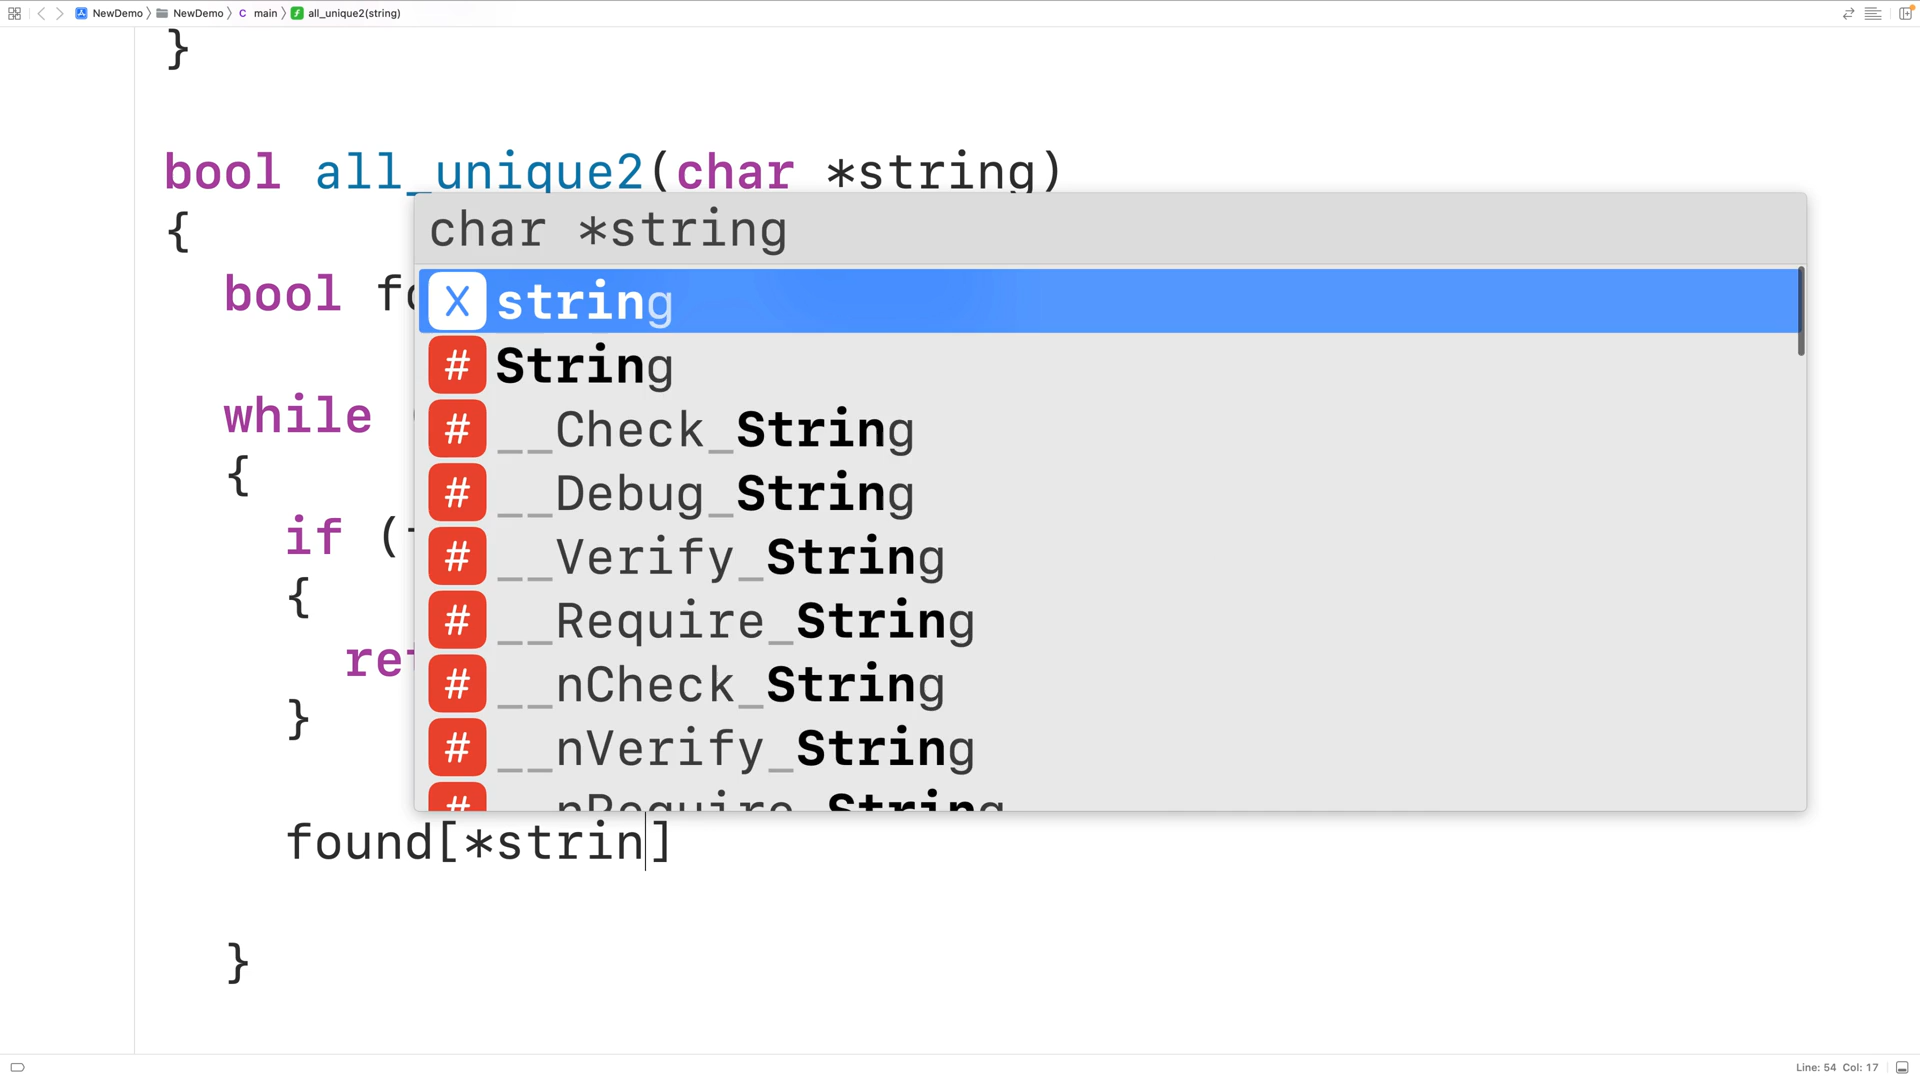 NewDemo NewDemo C main f all_unique2(string)
}
bool all_unique2(char *string)
{
char *string
bool
X string
# String
while
# __Check_String
{
# __Debug_String
if (
# __Verify_String
{
# __Require_String
ret
# __nCheck_String
}
# __nVerify_String
# __nRequire_String
found[*strin]
}
Line: 54 Col: 17